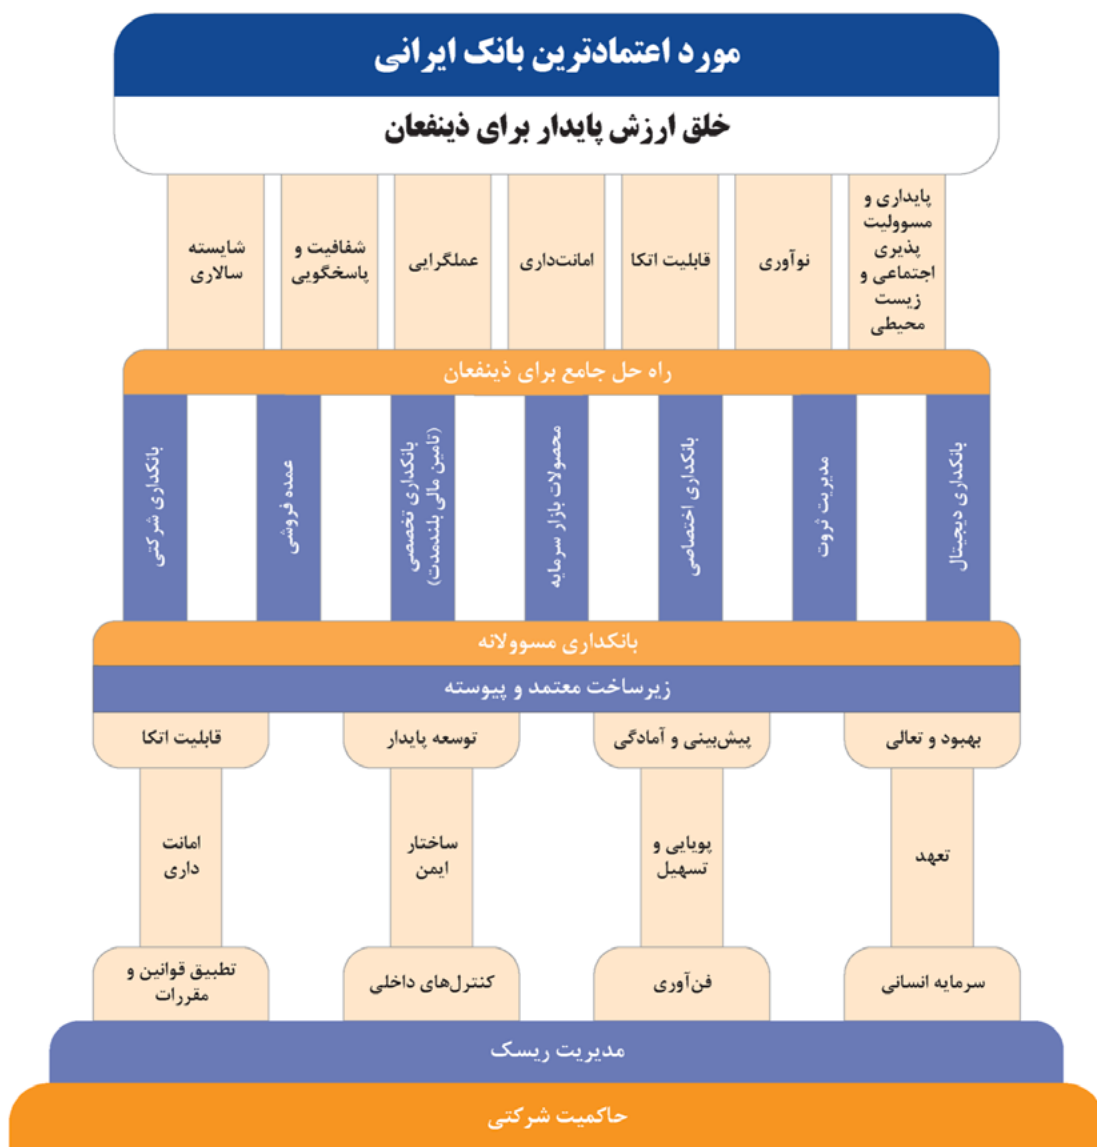 مورد اعتمادترین بانک ایرانی
خلق ارزش پایدار برای ذینفعان
پایداری و
مسوولیت
پذیری
اجتماعی و
زیست
محیطی
نوآوری
قابلیت اتکا
امانت‌داری
عملگرایی
شفافیت و
پاسخگویی
شایسته
سالاری
راه حل جامع برای ذینفعان
بانکداری دیجیتال
مدیریت ثروت
بانکداری اختصاصی
محصولات بازار سرمایه
بانکداری تخصصی
(تامین مالی بلندمدت)
عمده فروشی
بانکداری شرکتی
بانکداری مسوولانه
زیرساخت معتمد و پیوسته
بهبود و تعالی
پیش‌بینی و آمادگی
توسعه پایدار
قابلیت اتکا
تعهد
پویایی و
تسهیل
ساختار
ایمن
امانت
داری
سرمایه انسانی
فن‌آوری
کنترل‌های داخلی
تطبیق قوانین و
مقررات
مدیریت ریسک
حاکمیت شرکتی